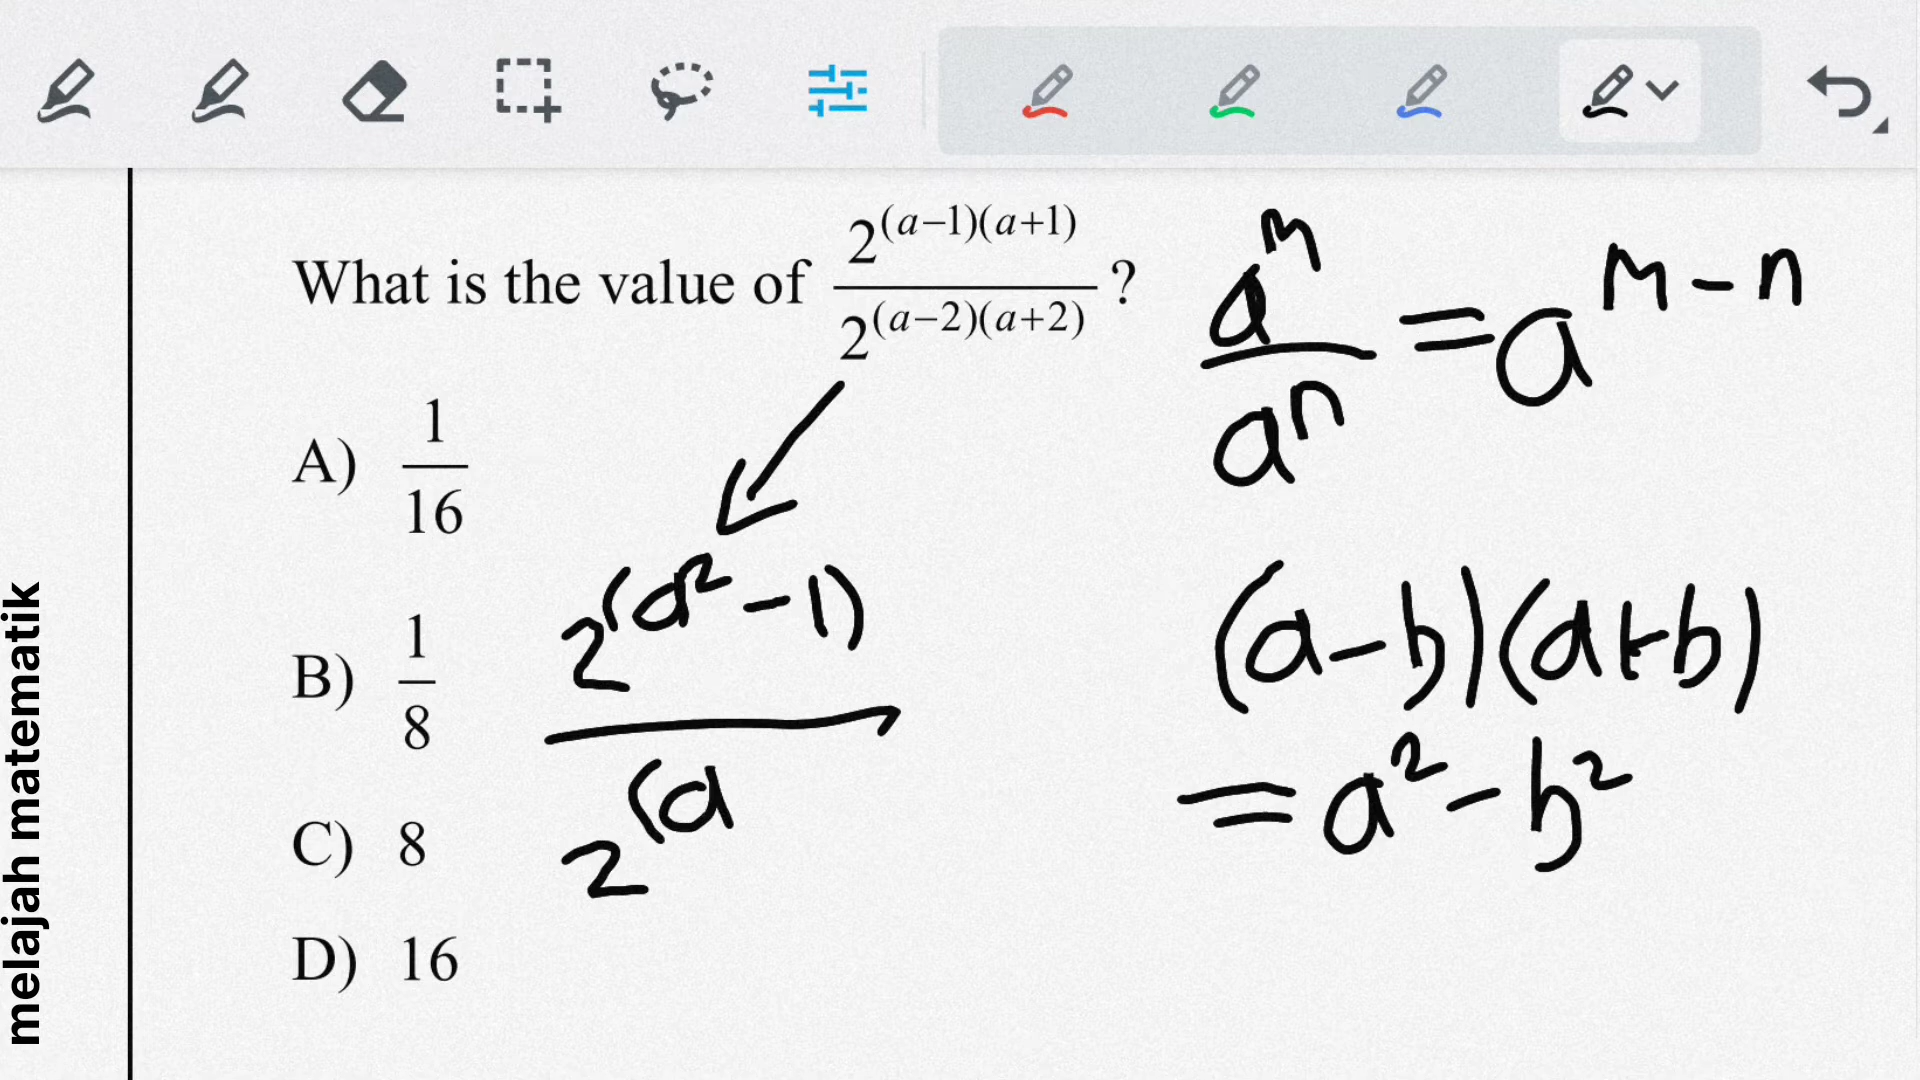 What is the value of 2^{(a−1)(a+1)} / 2^{(a−2)(a+2)} ?
A) 1/16
B) 1/8
C) 8
D) 16
2^{(a²−1)}
2^{(a
a^m / a^n = a^{m−n}
(a−b)(a+b)
= a² − b²
melajah matematik